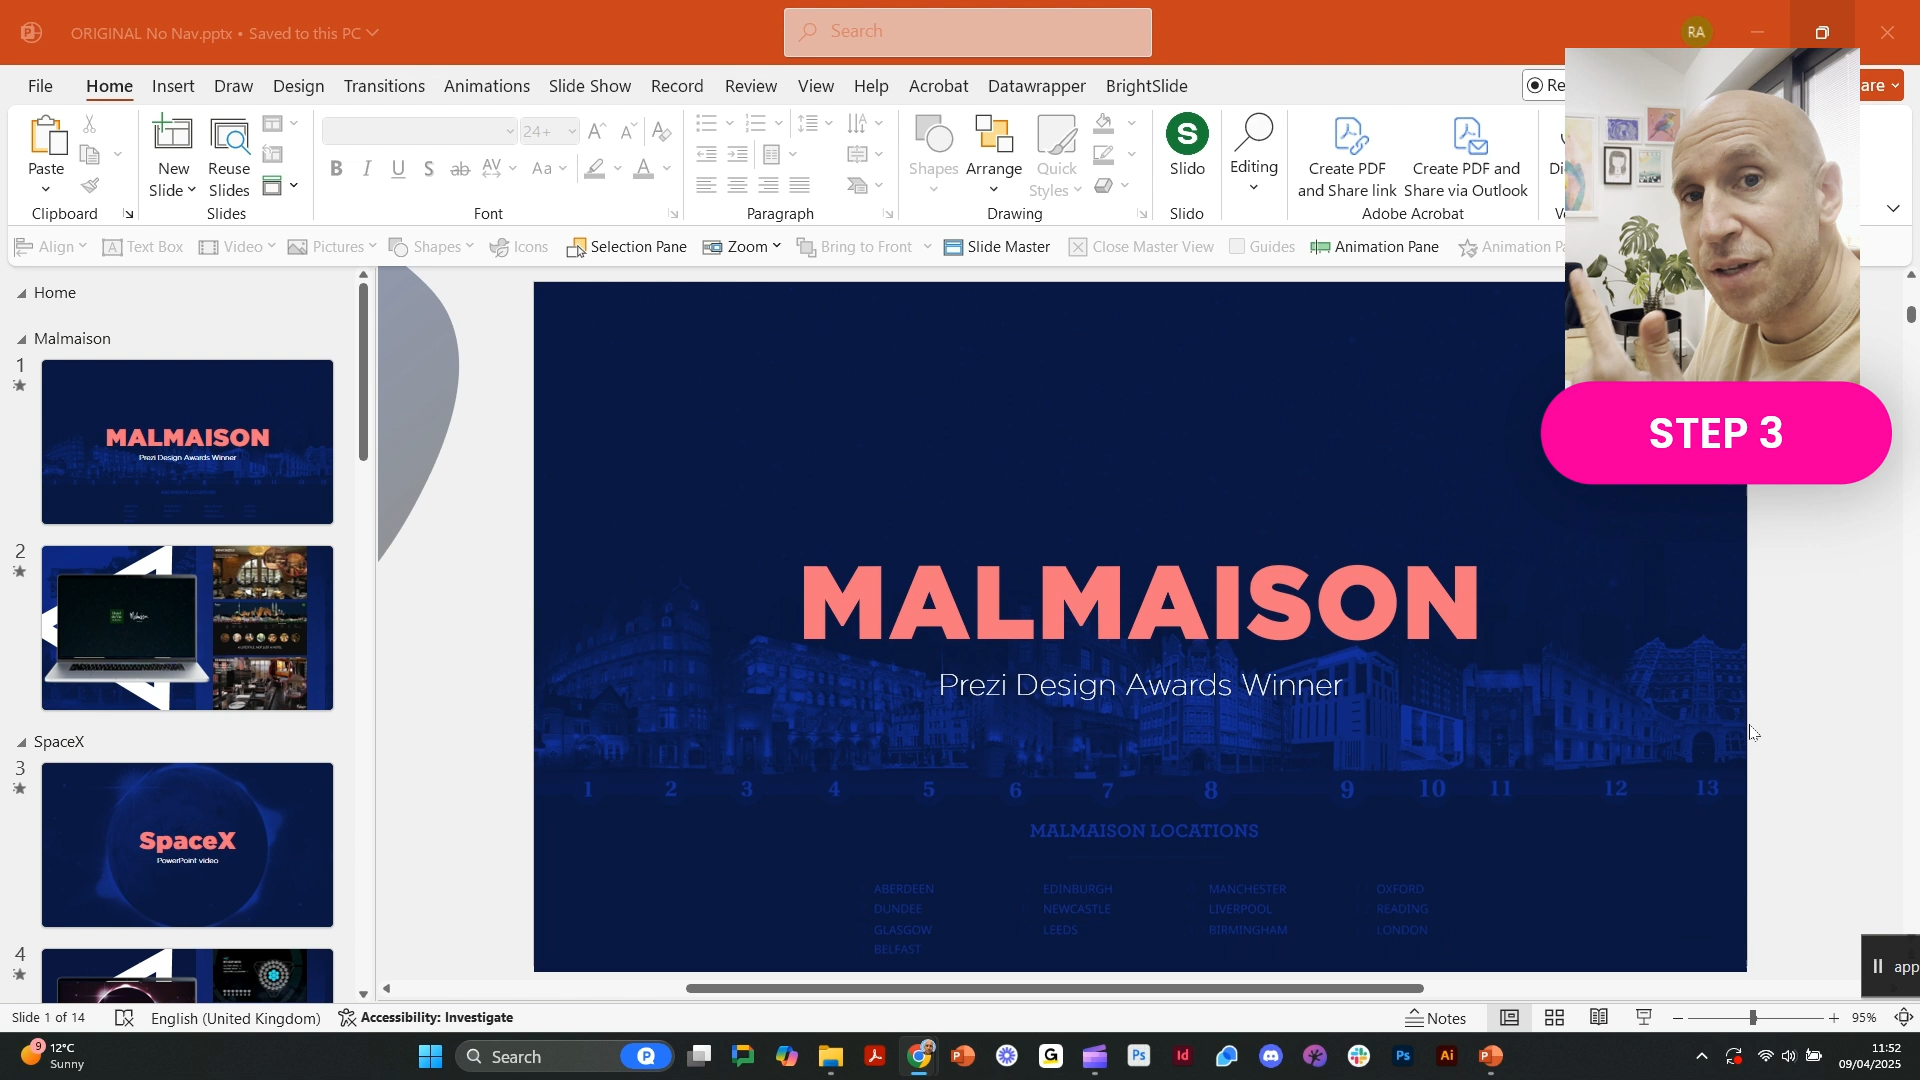 ORIGINAL No Nav.pptx • Saved to this PC
Search
RA
File Home Insert Draw Design Transitions Animations Slide Show Record Review View Help Acrobat Datawrapper BrightSlide
Paste
New Slide
Reuse Slides
24+
Shapes
Arrange
Quick Styles
Slido
Editing
Create PDF and Share link
Create PDF and Share via Outlook
Clipboard Slides Font Paragraph Drawing Slido Adobe Acrobat
Align Text Box Video Pictures Shapes Icons Selection Pane Zoom Bring to Front Slide Master Close Master View Guides Animation Pane Animation
STEP 3
Home
Malmaison
1
MALMAISON
Prezi Design Awards Winner
2
SpaceX
3
SpaceX
PowerPoint video
4
MALMAISON
Prezi Design Awards Winner
1 2 3 4 5 6 7 8 9 10 11 12 13
MALMAISON LOCATIONS
ABERDEEN EDINBURGH MANCHESTER OXFORD
DUNDEE NEWCASTLE LIVERPOOL READING
GLASGOW LEEDS BIRMINGHAM LONDON
BELFAST
app
Slide 1 of 14 English (United Kingdom) Accessibility: Investigate Notes 95%
9 12°C
Sunny
Search
11:52
09/04/2025